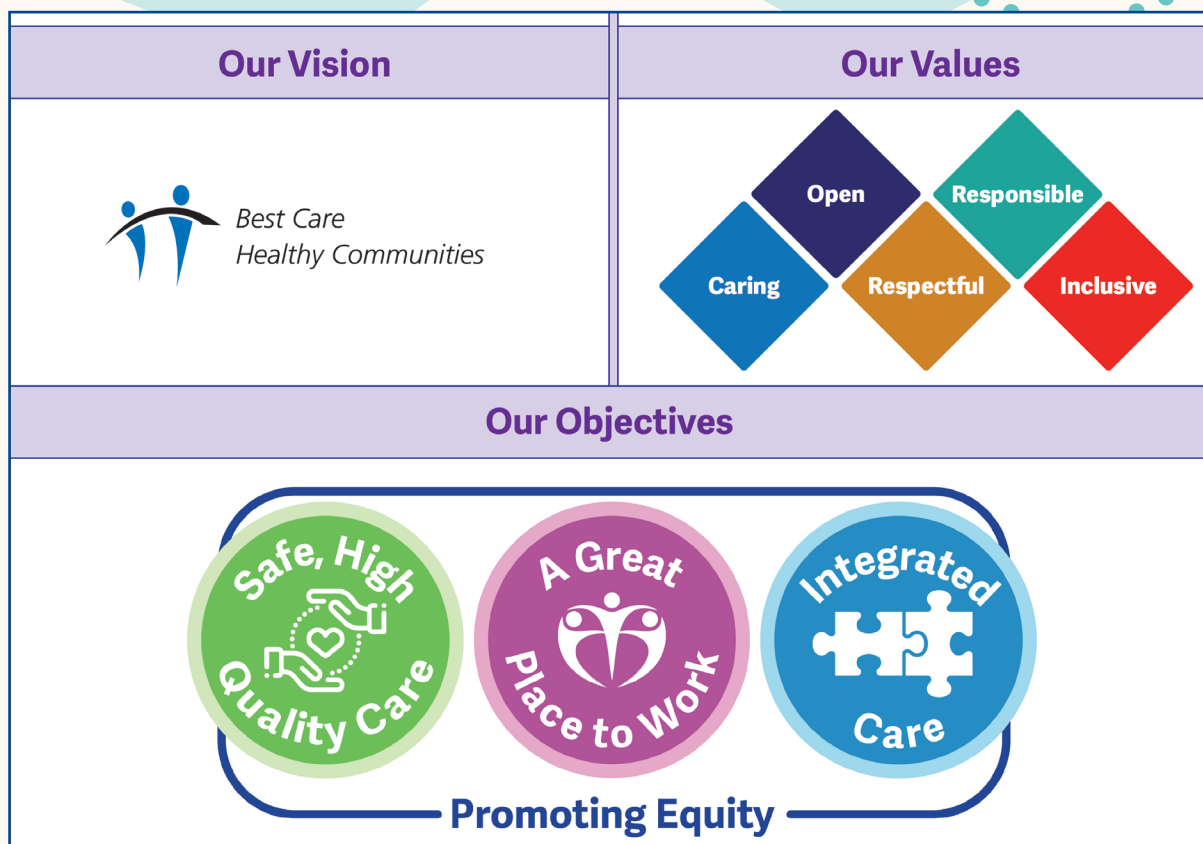 Our Vision
Best Care
Healthy Communities
Our Values
Open
Responsible
Caring
Respectful
Inclusive
Our Objectives
Safe, High
Quality Care
A Great
Place to Work
Integrated
Care
Promoting Equity